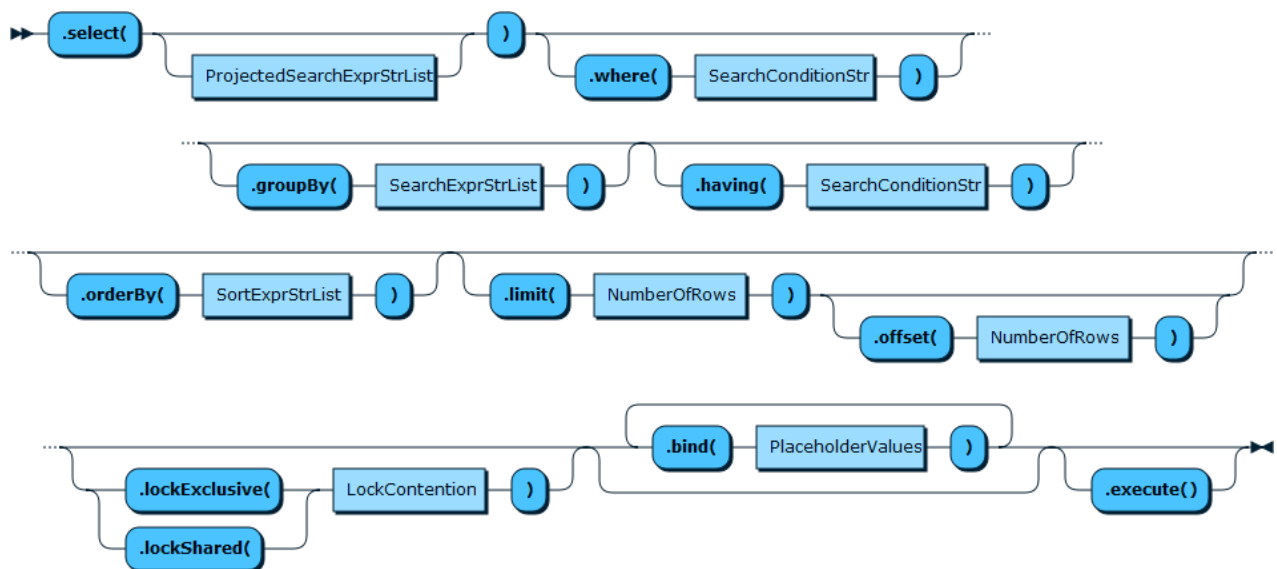 .select( ProjectedSearchExprStrList ) .where( SearchConditionStr )
.groupBy( SearchExprStrList ) .having( SearchConditionStr )
.orderBy( SortExprStrList ) .limit( NumberOfRows )
.offset( NumberOfRows )
.bind( PlaceholderValues )
.lockExclusive( LockContention ) .execute()
.lockShared(